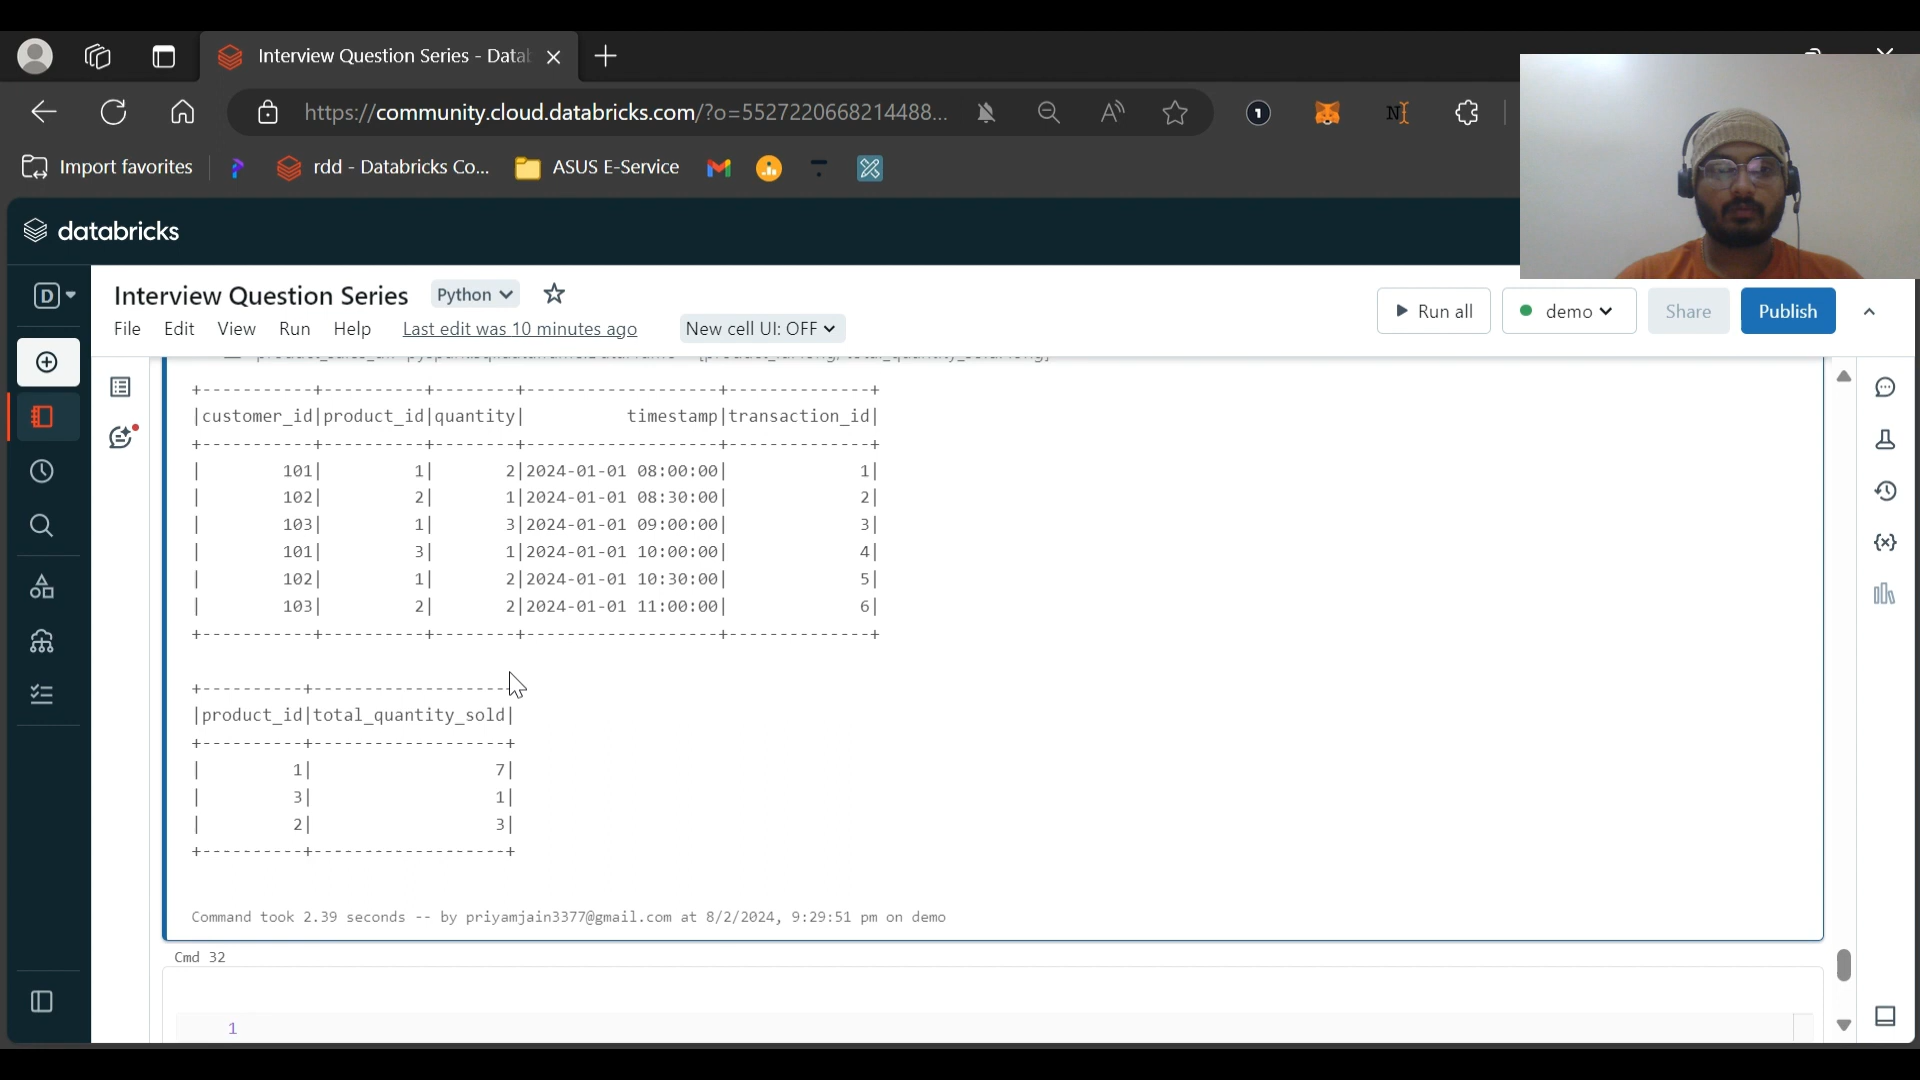 Interview Question Series - Datab
https://community.cloud.databricks.com/?o=5527220668214488...
Import favorites
rdd - Databricks Co...
ASUS E-Service
databricks
D
Interview Question Series
Python
File Edit View Run Help Last edit was 10 minutes ago New cell UI: OFF
Run all
demo
Share
Publish
+-----------+----------+--------+-------------------+--------------+
|customer_id|product_id|quantity|          timestamp|transaction_id|
+-----------+----------+--------+-------------------+--------------+
|        101|         1|       2|2024-01-01 08:00:00|             1|
|        102|         2|       1|2024-01-01 08:30:00|             2|
|        103|         1|       3|2024-01-01 09:00:00|             3|
|        101|         3|       1|2024-01-01 10:00:00|             4|
|        102|         1|       2|2024-01-01 10:30:00|             5|
|        103|         2|       2|2024-01-01 11:00:00|             6|
+-----------+----------+--------+-------------------+--------------+
+----------+-------------------+
|product_id|total_quantity_sold|
+----------+-------------------+
|         1|                  7|
|         3|                  1|
|         2|                  3|
+----------+-------------------+
Command took 2.39 seconds -- by priyamjain3377@gmail.com at 8/2/2024, 9:29:51 pm on demo
Cmd 32
1